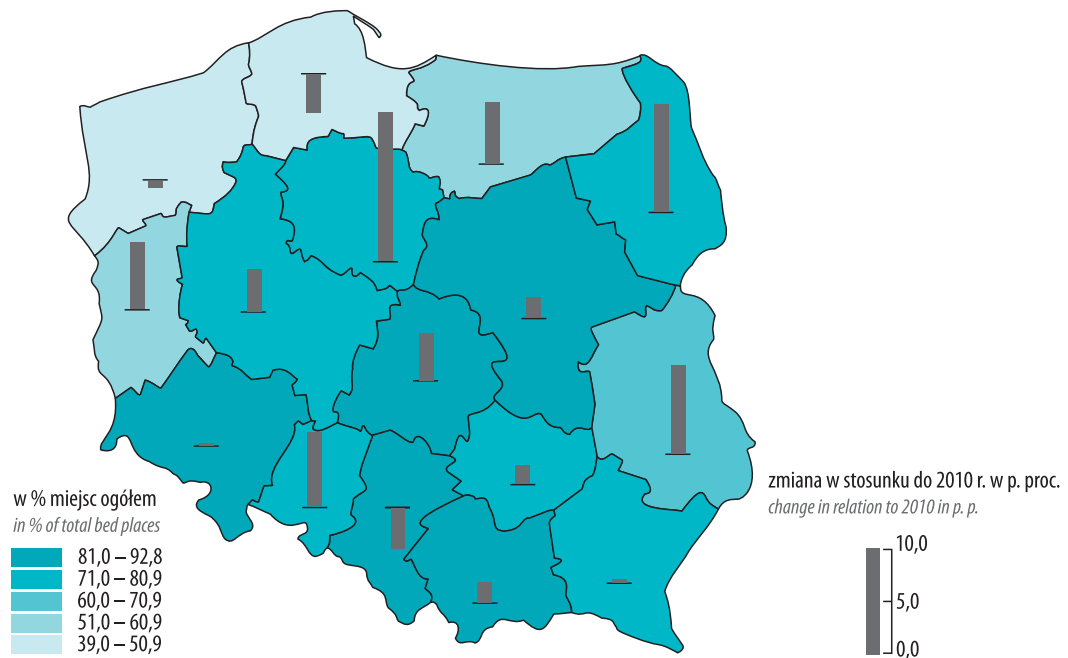 w % miejsc ogółem
in % of total bed places
81,0 – 92,8
71,0 – 80,9
60,0 – 70,9
51,0 – 60,9
39,0 – 50,9
zmiana w stosunku do 2010 r. w p. proc.
change in relation to 2010 in p. p.
10,0
5,0
0,0